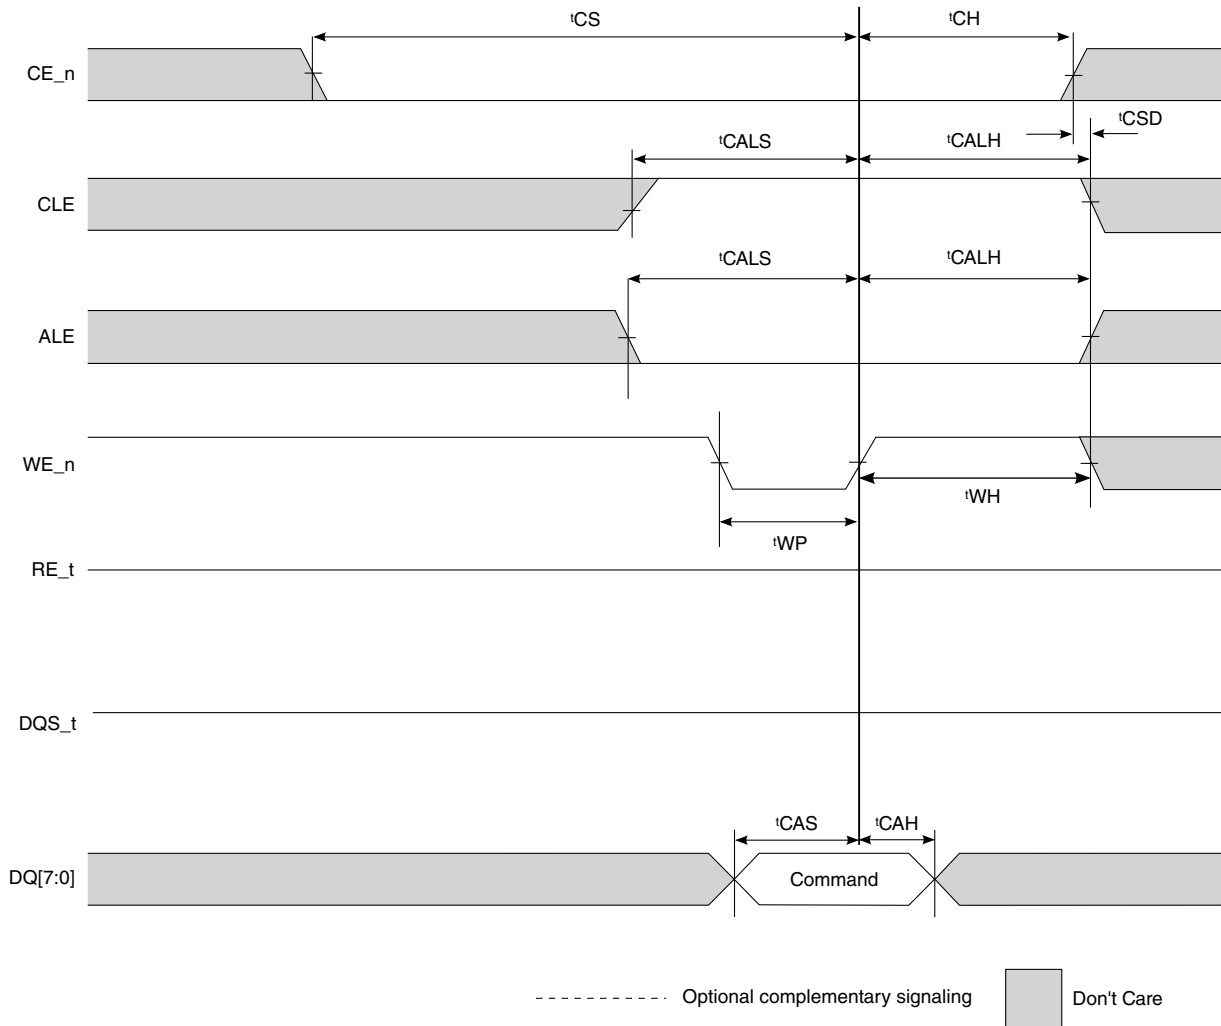 tCS
tCH
CE_n
tCSD
tCALS
tCALH
CLE
tCALS
tCALH
ALE
WE_n
tWH
tWP
RE_t
DQS_t
tCAS
tCAH
DQ[7:0]
Command
Optional complementary signaling
Don't Care